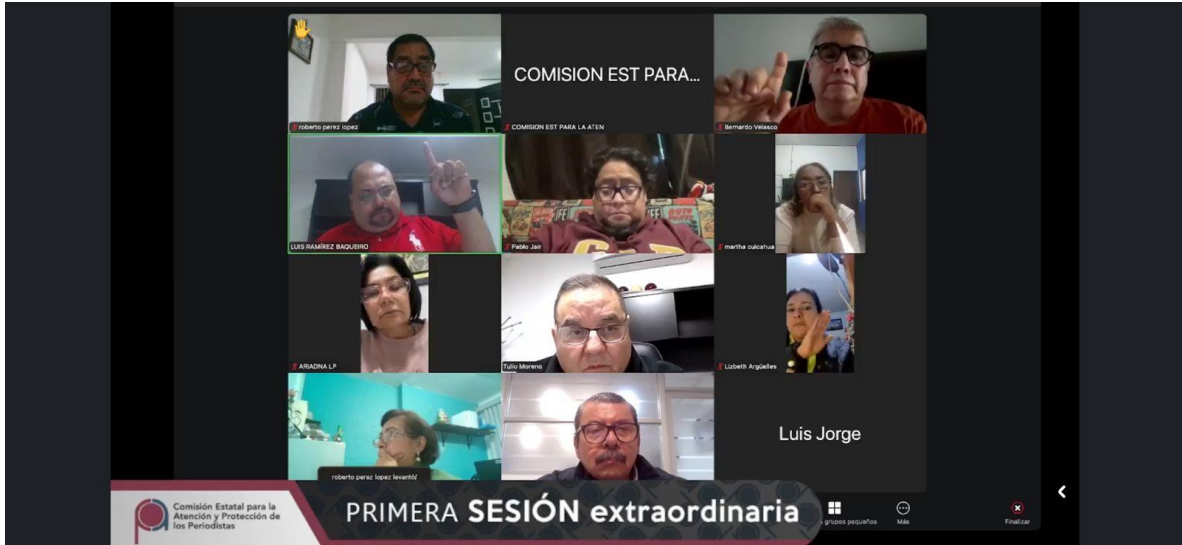 COMISION EST PARA...
roberto perez lopez
COMISION EST PARA LA ATEN
Bernardo Velasco
LUIS RAMÍREZ BAQUEIRO
Pablo Jair
martha cuicahua
ARIADNA LP
Tulio Moreno
Lizbeth Argüelles
Luis Jorge
roberto perez lopez levantó/
Comisión Estatal para la
Atención y Protección de
los Periodistas
PRIMERA SESIÓN extraordinaria
grupos pequeños
Más
Finalizar